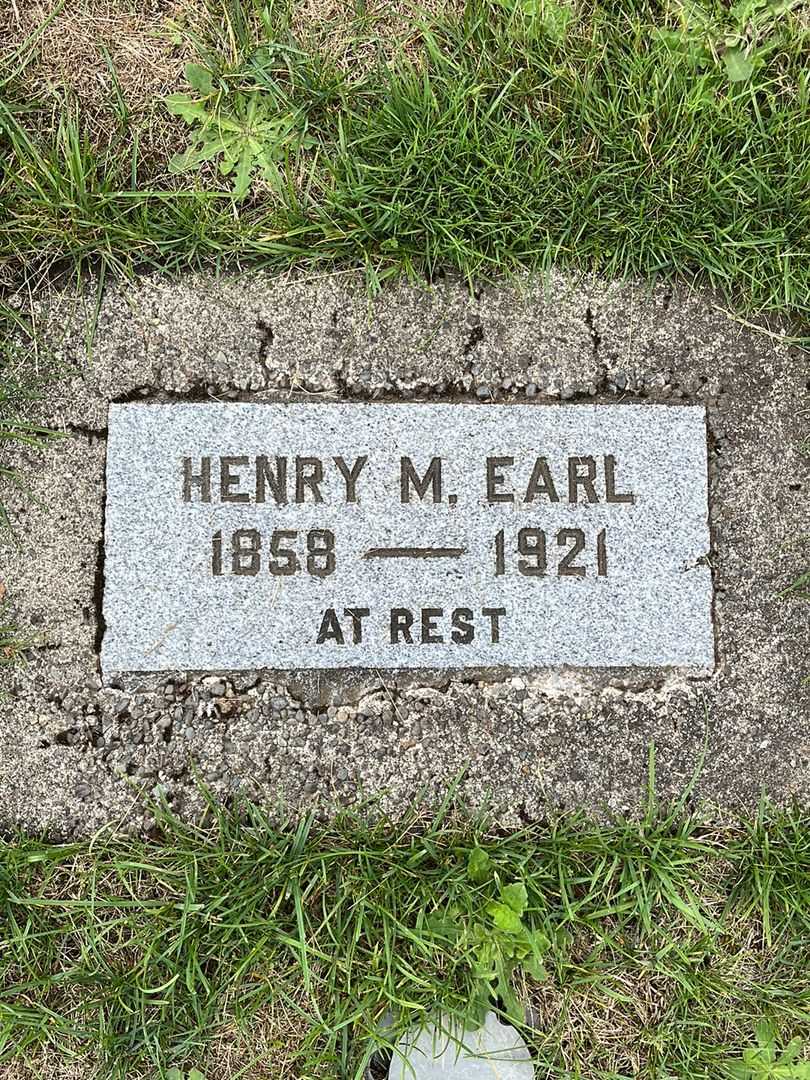 HENRY M. EARL
1858 — 1921
AT REST